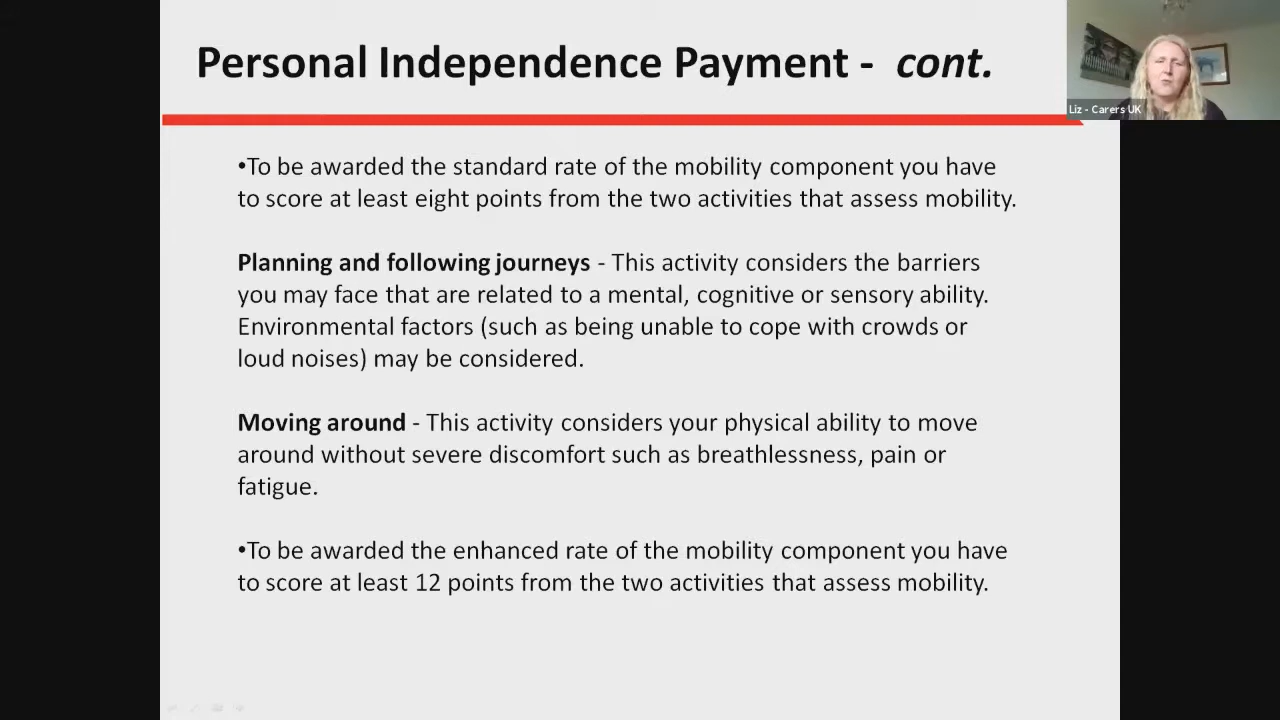 Personal Independence Payment - cont.
Liz - Carers UK
•To be awarded the standard rate of the mobility component you have
to score at least eight points from the two activities that assess mobility.
Planning and following journeys - This activity considers the barriers
you may face that are related to a mental, cognitive or sensory ability.
Environmental factors (such as being unable to cope with crowds or
loud noises) may be considered.
Moving around - This activity considers your physical ability to move
around without severe discomfort such as breathlessness, pain or
fatigue.
•To be awarded the enhanced rate of the mobility component you have
to score at least 12 points from the two activities that assess mobility.